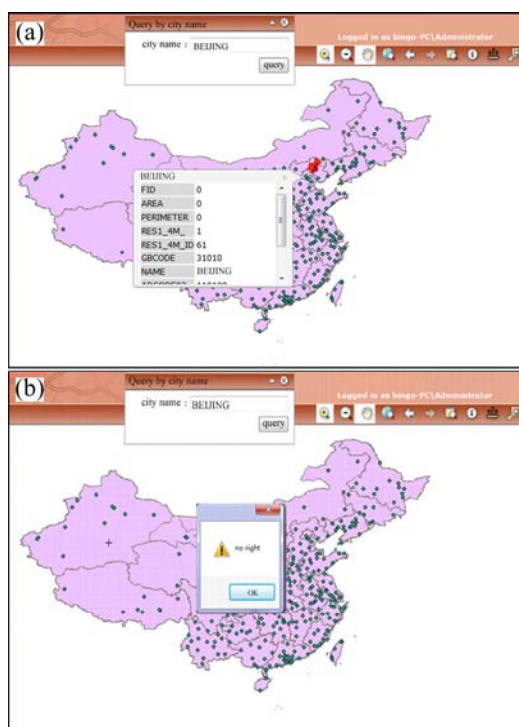 (a)
Query by city name
Logged in as bingo-PC\Administrator
city name : BEIJING
query
BEIJING
FID 0
AREA 0
PERIMETER 0
RES1_4M_ 1
RES1_4M_ID 61
GBCODE 31010
NAME BEIJING
(b)
Query by city name
Logged in as bingo-PC\Administrator
city name : BEIJING
query
no right
OK